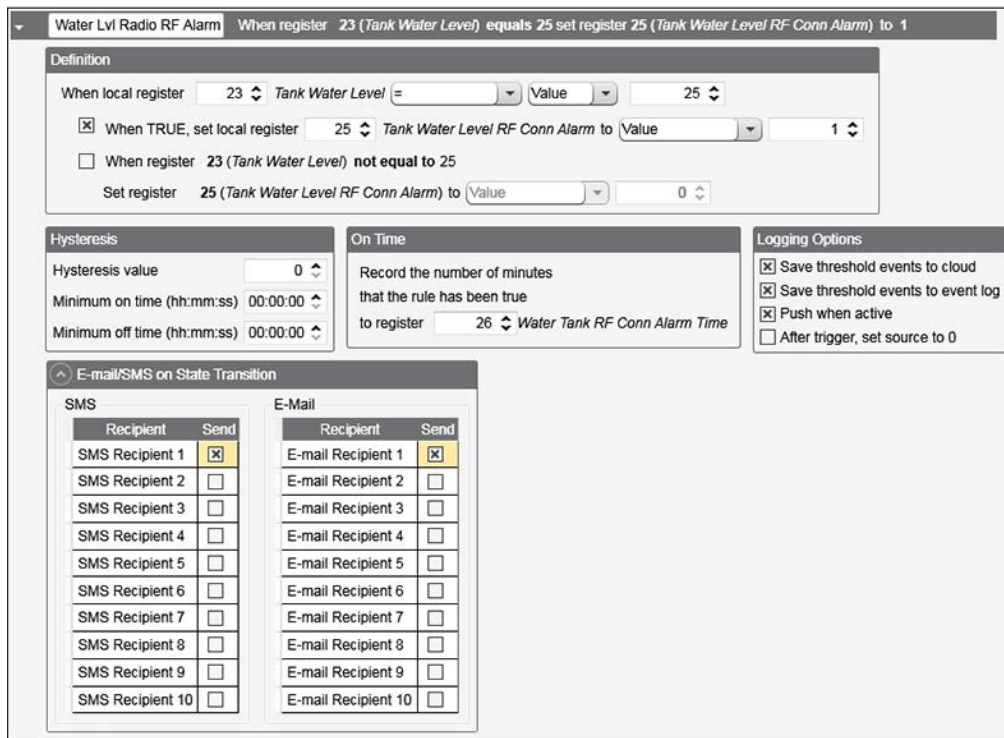 Water Lvl Radio RF Alarm When register 23 (Tank Water Level) equals 25 set register 25 (Tank Water Level RF Conn Alarm) to 1
Definition
When local register 23 Tank Water Level = Value 25
When TRUE, set local register 25 Tank Water Level RF Conn Alarm to Value 1
When register 23 (Tank Water Level) not equal to 25
Set register 25 (Tank Water Level RF Conn Alarm) to Value 0
Hysteresis
Hysteresis value 0
Minimum on time (hh:mm:ss) 00:00:00
Minimum off time (hh:mm:ss) 00:00:00
On Time
Record the number of minutes
that the rule has been true
to register 26 Water Tank RF Conn Alarm Time
Logging Options
Save threshold events to cloud
Save threshold events to event log
Push when active
After trigger, set source to 0
E-mail/SMS on State Transition
SMS
Recipient Send
SMS Recipient 1
SMS Recipient 2
SMS Recipient 3
SMS Recipient 4
SMS Recipient 5
SMS Recipient 6
SMS Recipient 7
SMS Recipient 8
SMS Recipient 9
SMS Recipient 10
E-Mail
Recipient Send
E-mail Recipient 1
E-mail Recipient 2
E-mail Recipient 3
E-mail Recipient 4
E-mail Recipient 5
E-mail Recipient 6
E-mail Recipient 7
E-mail Recipient 8
E-mail Recipient 9
E-mail Recipient 10